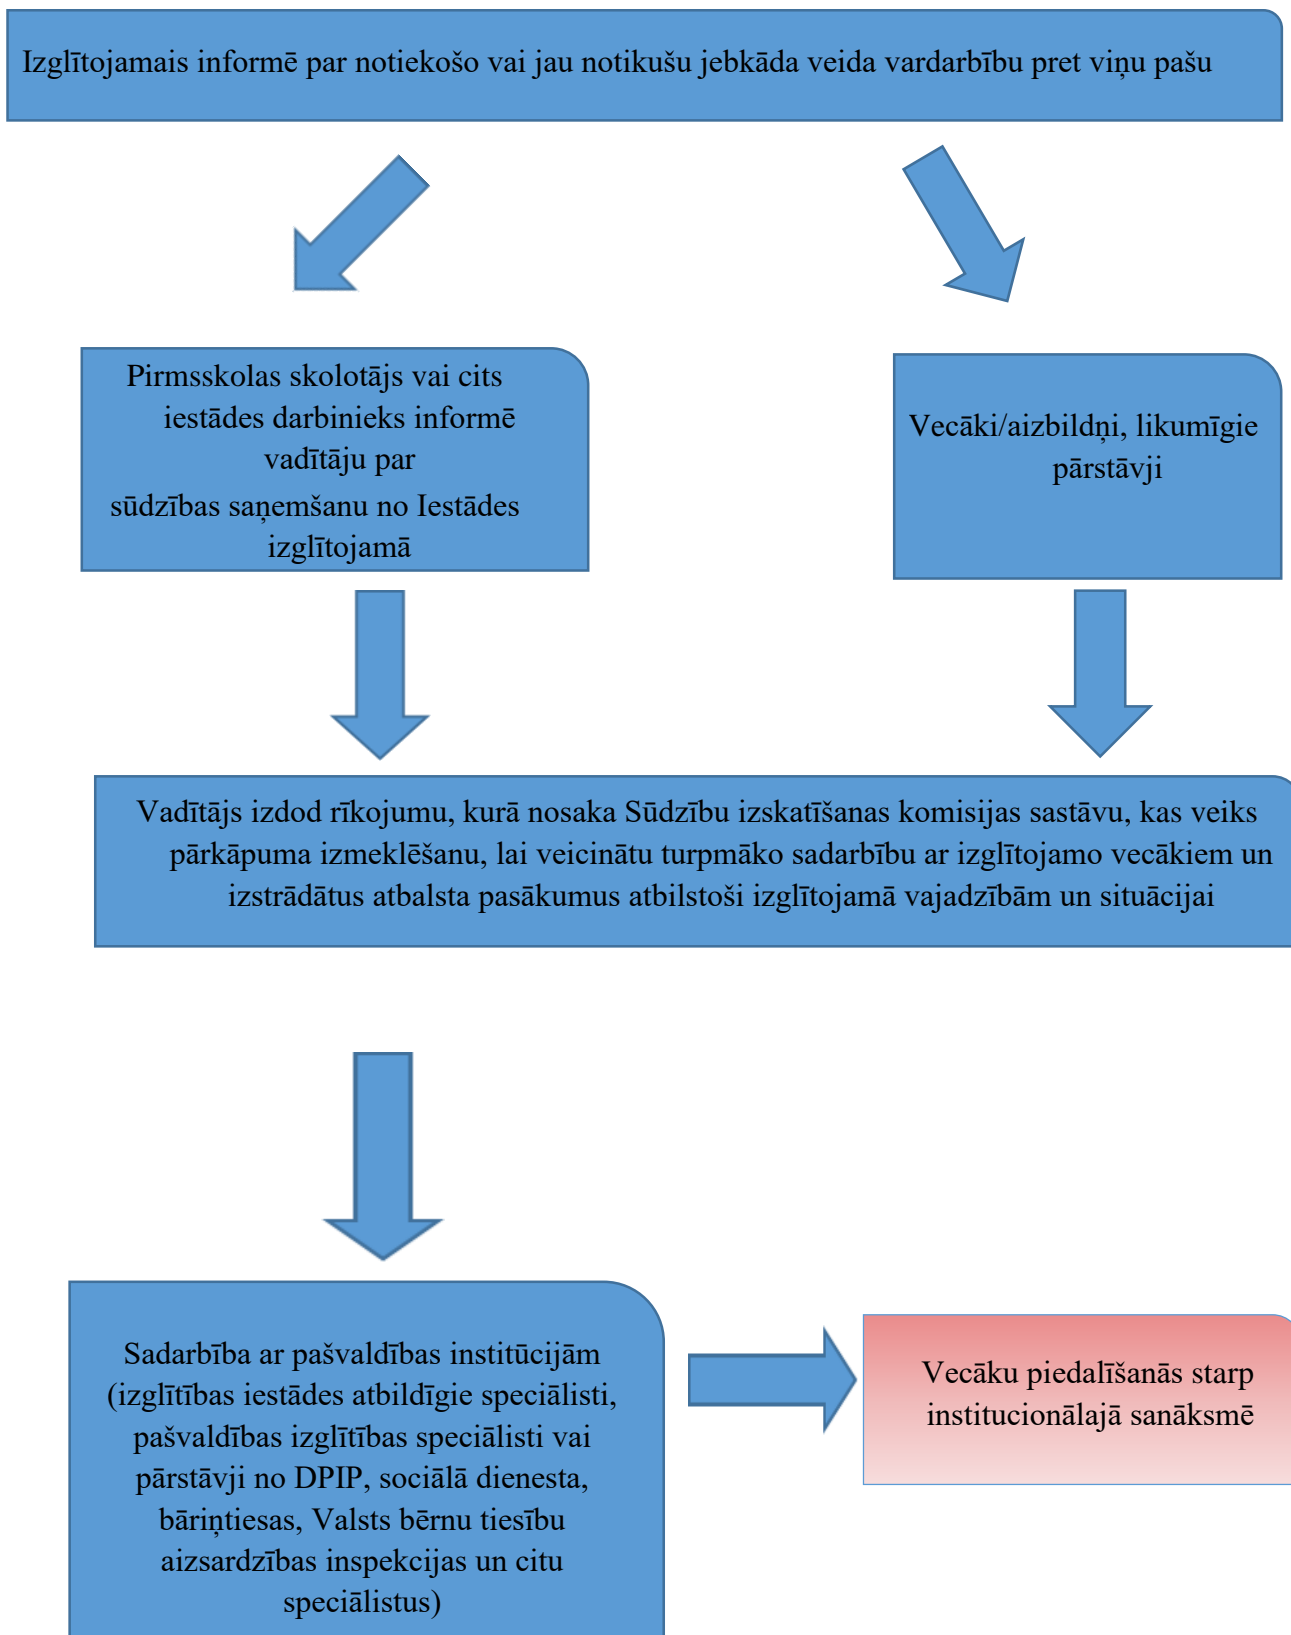 Izglītojamais informē par notiekošo vai jau notikušu jebkāda veida vardarbību pret viņu pašu
Pirmsskolas skolotājs vai cits
iestādes darbinieks informē
vadītāju par
sūdzības saņemšanu no Iestādes
izglītojamā
Vecāki/aizbildņi, likumīgie
pārstāvji
Vadītājs izdod rīkojumu, kurā nosaka Sūdzību izskatīšanas komisijas sastāvu, kas veiks
pārkāpuma izmeklēšanu, lai veicinātu turpmāko sadarbību ar izglītojamo vecākiem un
izstrādātus atbalsta pasākumus atbilstoši izglītojamā vajadzībām un situācijai
Sadarbība ar pašvaldības institūcijām
(izglītības iestādes atbildīgie speciālisti,
pašvaldības izglītības speciālisti vai
pārstāvji no DPIP, sociālā dienesta,
bāriņtiesas, Valsts bērnu tiesību
aizsardzības inspekcijas un citu
speciālistus)
Vecāku piedalīšanās starp
institucionālajā sanāksmē